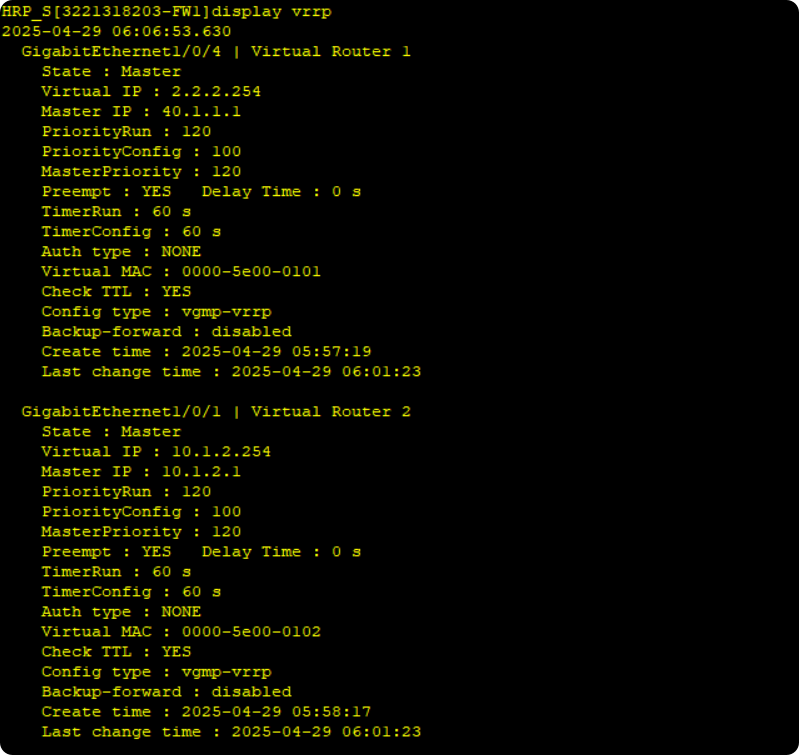 HRP_S[3221318203-FW1]display vrrp
2025-04-29 06:06:53.630
GigabitEthernet1/0/4 | Virtual Router 1
State : Master
Virtual IP : 2.2.2.254
Master IP : 40.1.1.1
PriorityRun : 120
PriorityConfig : 100
MasterPriority : 120
Preempt : YES   Delay Time : 0 s
TimerRun : 60 s
TimerConfig : 60 s
Auth type : NONE
Virtual MAC : 0000-5e00-0101
Check TTL : YES
Config type : vgmp-vrrp
Backup-forward : disabled
Create time : 2025-04-29 05:57:19
Last change time : 2025-04-29 06:01:23
GigabitEthernet1/0/1 | Virtual Router 2
State : Master
Virtual IP : 10.1.2.254
Master IP : 10.1.2.1
PriorityRun : 120
PriorityConfig : 100
MasterPriority : 120
Preempt : YES   Delay Time : 0 s
TimerRun : 60 s
TimerConfig : 60 s
Auth type : NONE
Virtual MAC : 0000-5e00-0102
Check TTL : YES
Config type : vgmp-vrrp
Backup-forward : disabled
Create time : 2025-04-29 05:58:17
Last change time : 2025-04-29 06:01:23